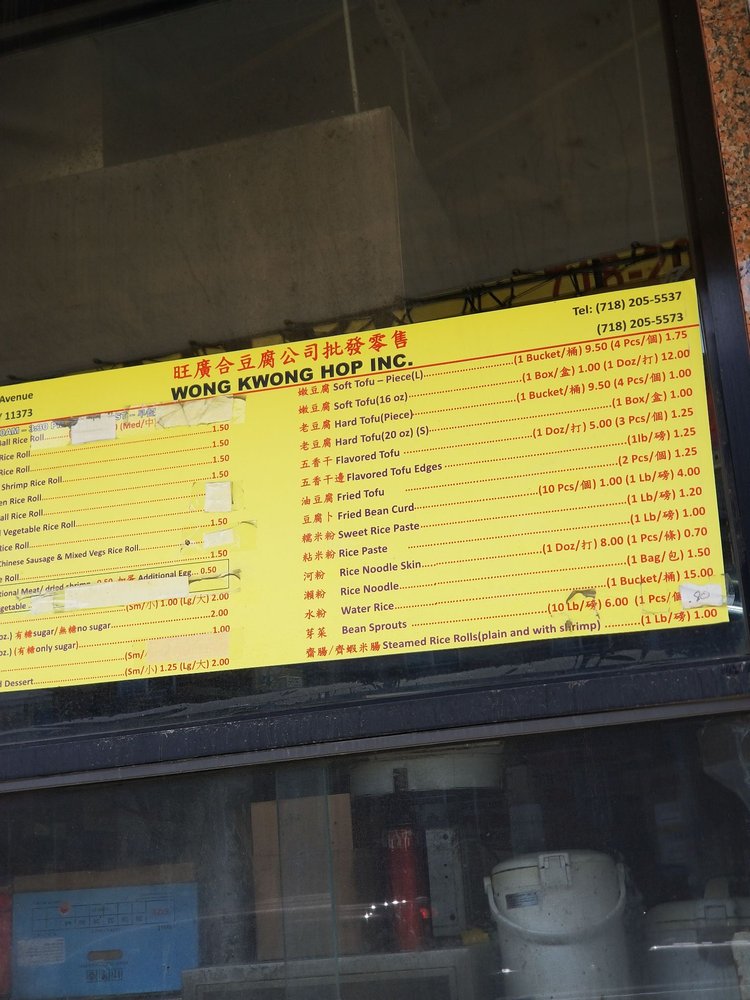 旺廣合豆腐公司批發零售
WONG KWONG HOP INC.
Tel: (718) 205-5537
(718) 205-5573
Avenue
11373
(Med/中)
Rice Roll
Rice Roll 1.50
Rice Roll 1.50
Shrimp Rice Roll 1.50
Rice Roll 1.50
Rice Roll
Vegetable Rice Roll
Rice Roll 1.50
Chinese Sausage & Mixed Vegs Rice Roll
Roll 1.50
Meat/ dried shrimp 0.50 加蛋 Additional Egg 0.50
(Sm/小) 1.00 (Lg/大) 2.00
有糖sugar/無糖no sugar 2.00
(有糖only sugar) 1.00
(Sm/
Dessert (Sm/小) 1.25 (Lg/大) 2.00
嫩豆腐 Soft Tofu – Piece(L) (1 Bucket/桶) 9.50 (4 Pcs/個) 1.75
嫩豆腐 Soft Tofu(16 oz) (1 Box/盒) 1.00 (1 Doz/打) 12.00
老豆腐 Hard Tofu(Piece) (1 Bucket/桶) 9.50 (4 Pcs/個) 1.00
老豆腐 Hard Tofu(20 oz) (S) (1 Box/盒) 1.00
五香干 Flavored Tofu (1 Doz/打) 5.00 (3 Pcs/個) 1.25
五香干邊 Flavored Tofu Edges (1lb/磅) 1.25
油豆腐 Fried Tofu (2 Pcs/個) 1.25
豆腐卜 Fried Bean Curd (10 Pcs/個) 1.00 (1 Lb/磅) 4.00
糯米粉 Sweet Rice Paste (1 Lb/磅) 1.20
粘米粉 Rice Paste (1 Lb/磅) 1.00
河粉 Rice Noodle Skin (1 Doz/打) 8.00 (1 Pcs/條) 0.70
瀨粉 Rice Noodle (1 Bag/包) 1.50
水粉 Water Rice (1 Bucket/桶) 15.00
芽菜 Bean Sprouts (10 Lb/磅) 6.00 (1 Pcs/個 .80
齋腸/齊蝦米腸 Steamed Rice Rolls(plain and with shrimp) (1 Lb/磅) 1.00